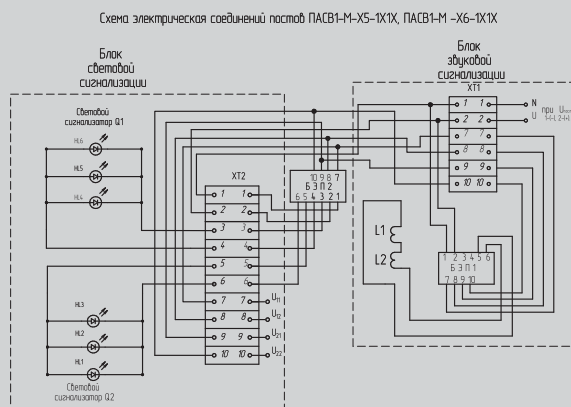 Схема электрическая соединений постов ПАСВ1-М-Х5-1Х1Х, ПАСВ1-М -Х6-1Х1Х
Блок
световой
сигнализации
Блок
звуковой
сигнализации
Световой
сигнализатор Q1
HL6
HL5
HL4
HL3
HL2
HL1
Световой
сигнализатор Q2
XT2
1 1
2 2
3 3
4 4
5 5
6 6
7 7 U11
8 8 U12
9 9 U21
10 10 U22
10 9 8 7
БЭП2
6 5 4 3 2 1
XT1
1 1 N
2 2 U при
7 7
8 8
9 9
10 10
L1
L2
1 2 3 4 5 6
БЭП1
7 8 9 10